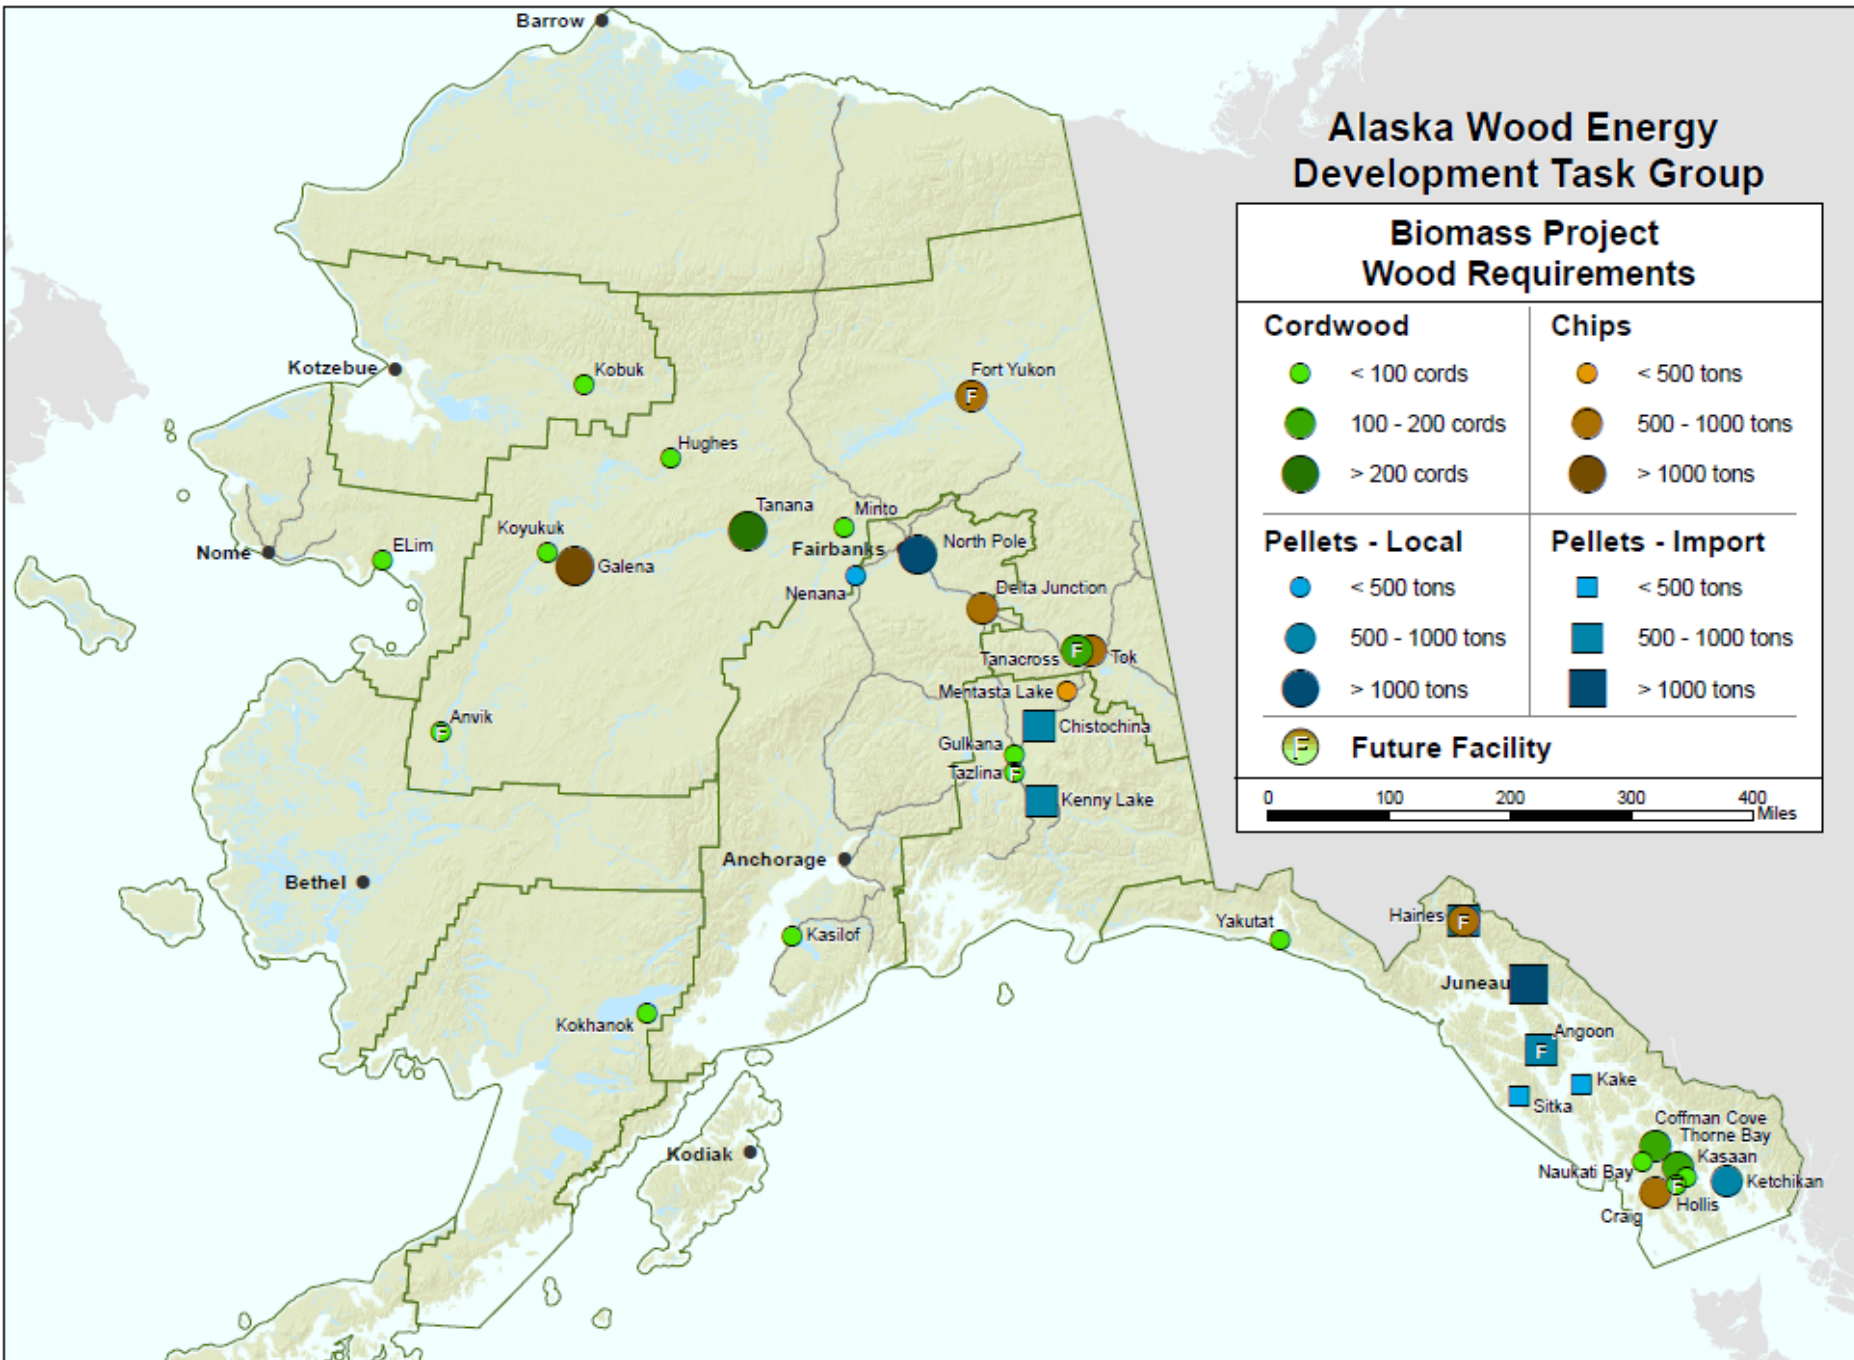 Barrow
Alaska Wood Energy
Development Task Group
Biomass Project
Wood Requirements
Cordwood
< 100 cords
100 - 200 cords
> 200 cords
Chips
< 500 tons
500 - 1000 tons
> 1000 tons
Pellets - Local
< 500 tons
500 - 1000 tons
> 1000 tons
Pellets - Import
< 500 tons
500 - 1000 tons
> 1000 tons
F Future Facility
0 100 200 300 400
Miles
Kotzebue
Kobuk
Fort Yukon
F
Hughes
Tanana
Minto
Koyukuk
Nome
ELim
Galena
Fairbanks
North Pole
Nenana
Delta Junction
Tanacross
F
Tok
Mentasta Lake
Anvik
F
Chistochina
Gulkana
Tazlina
F
Kenny Lake
Anchorage
Bethel
Kasilof
Yakutat
Haines
F
Juneau
Kokhanok
Angoon
F
Kake
Sitka
Coffman Cove
Thorne Bay
Kasaan
Naukati Bay
Ketchikan
F
Hollis
Craig
Kodiak